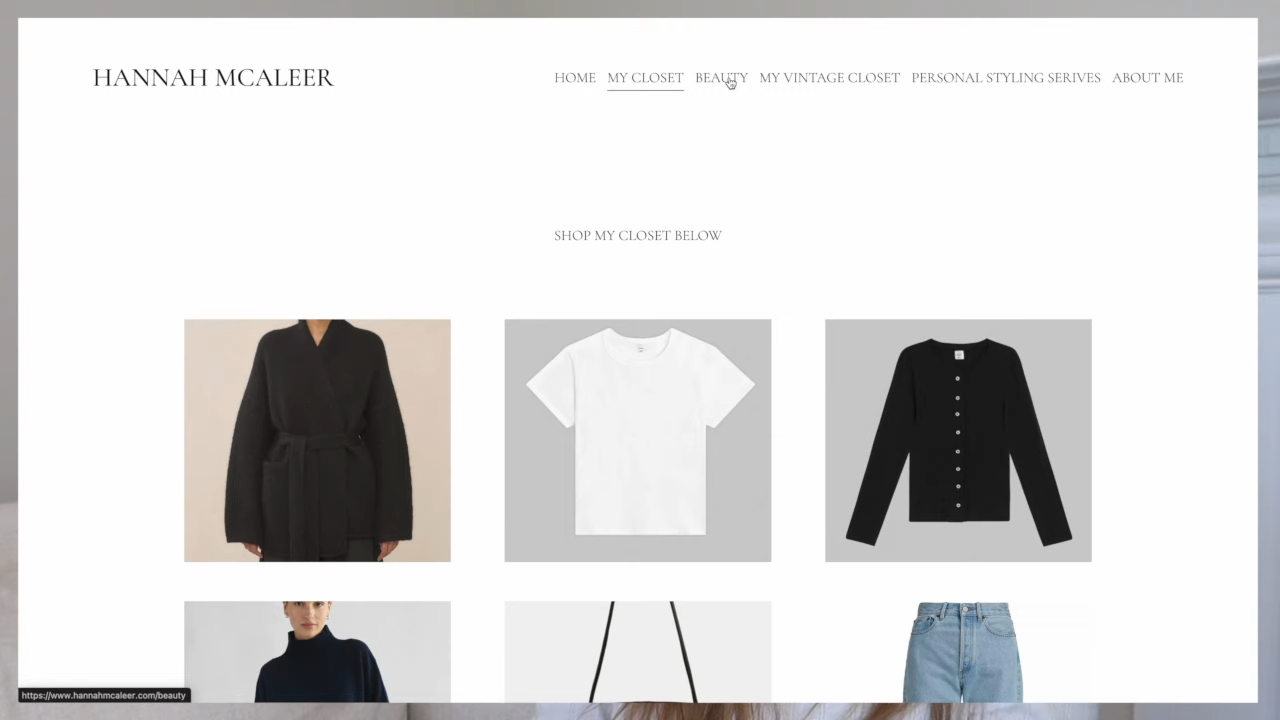 HANNAH MCALEER
HOME MY CLOSET BEAUTY MY VINTAGE CLOSET PERSONAL STYLING SERIVES ABOUT ME
SHOP MY CLOSET BELOW
https://www.hannahmcaleer.com/beauty